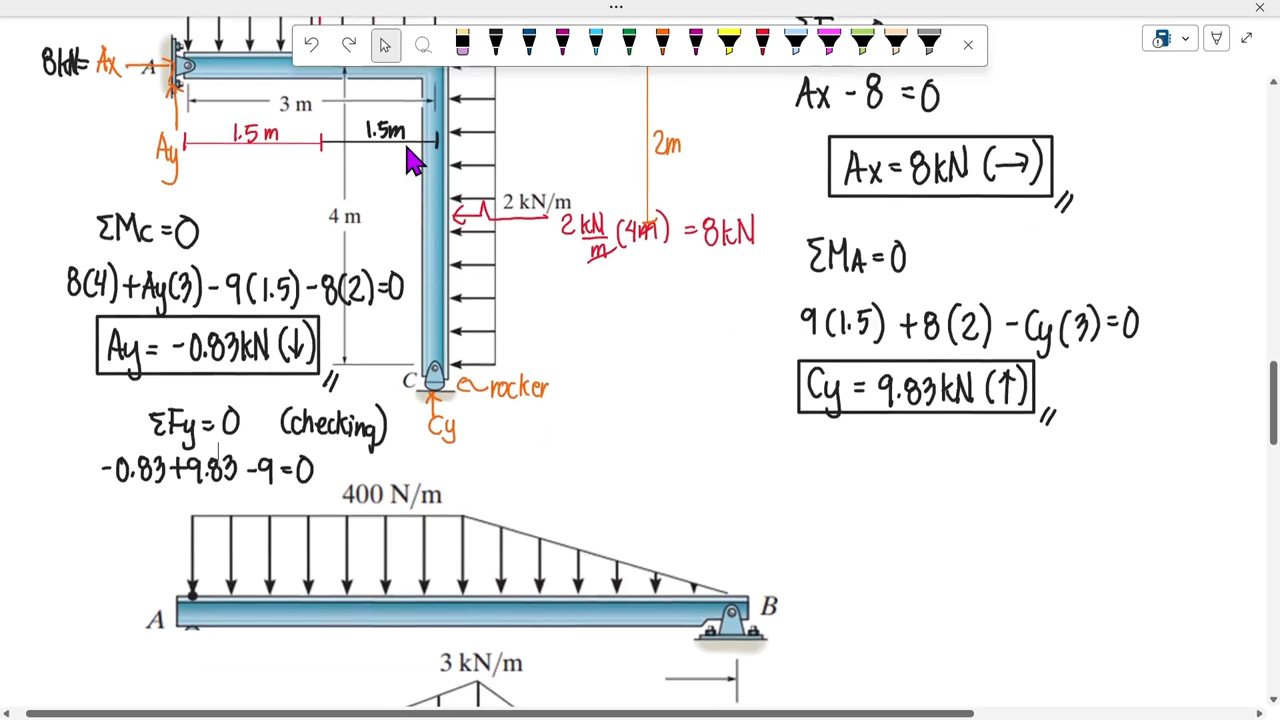 8kN= Ax
A
3 m
1.5m
1.5m
Ay
2m
4 m
2 kN/m
2 kN/m (4m) = 8kN
ΣMc=0
8(4)+Ay(3)-9(1.5)-8(2)=0
Ay = -0.83kN (↓)
C
rocker
Cy
ΣFy=0 (checking)
-0.83+9.83-9=0
Ax - 8 = 0
Ax = 8kN (→)
ΣMA=0
9(1.5) +8(2) -Cy(3)=0
Cy = 9.83kN (↑)
400 N/m
A
B
3 kN/m